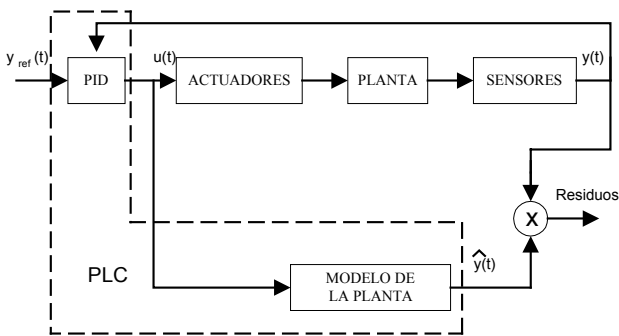 y ref (t)
PID
u(t)
ACTUADORES
PLANTA
SENSORES
y(t)
X
Residuos
PLC
MODELO DE
LA PLANTA
ŷ(t)